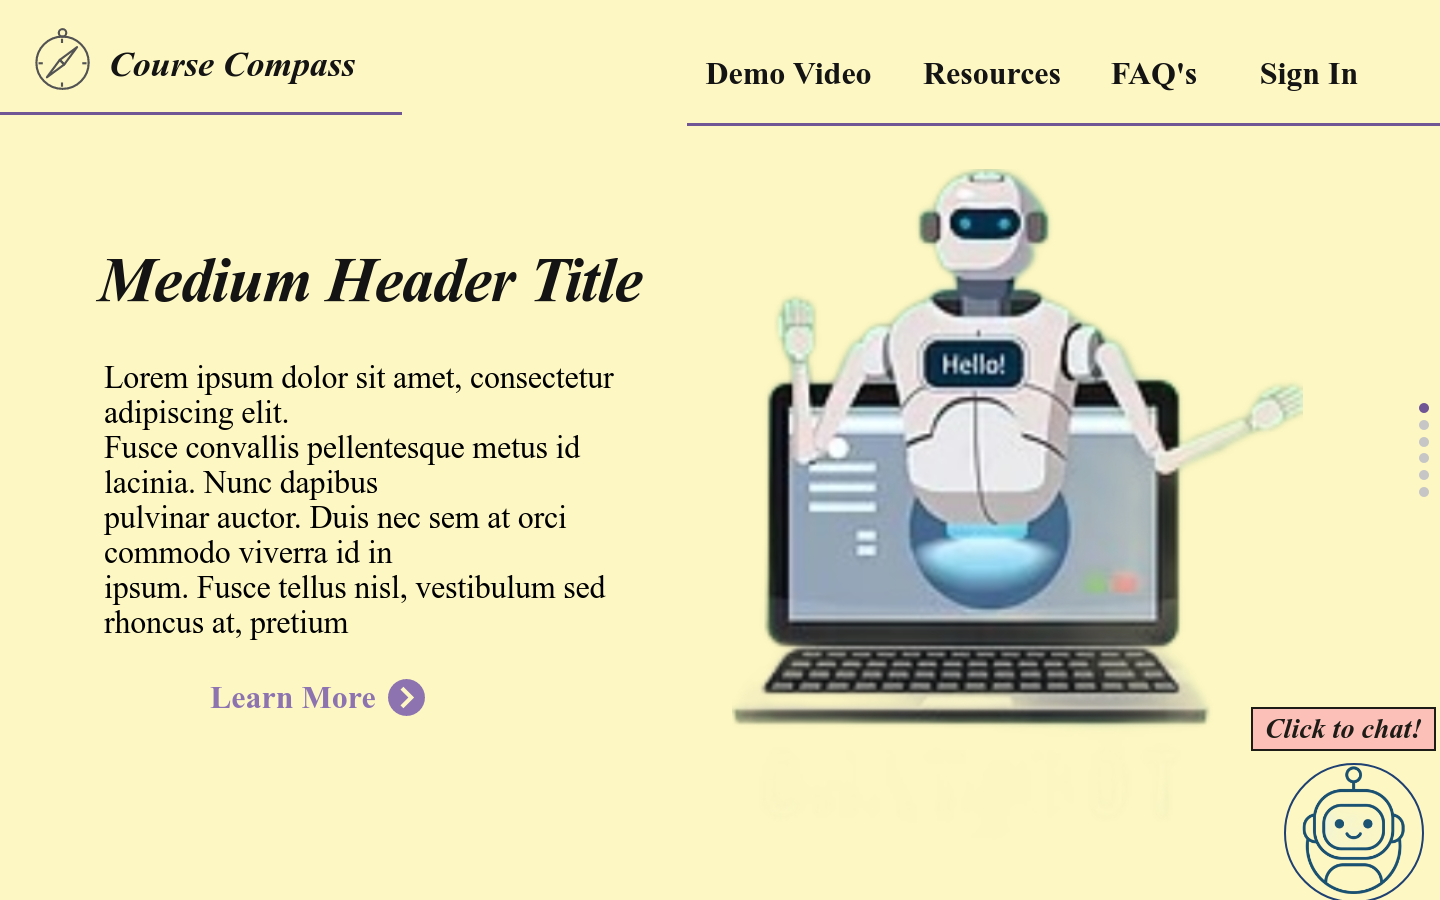 Course Compass
Demo Video
Resources
FAQ's
Sign In
Medium Header Title
Lorem ipsum dolor sit amet, consectetur
adipiscing elit.
Fusce convallis pellentesque metus id
lacinia. Nunc dapibus
pulvinar auctor. Duis nec sem at orci
commodo viverra id in
ipsum. Fusce tellus nisl, vestibulum sed
rhoncus at, pretium
Learn More
Hello!
Click to chat!